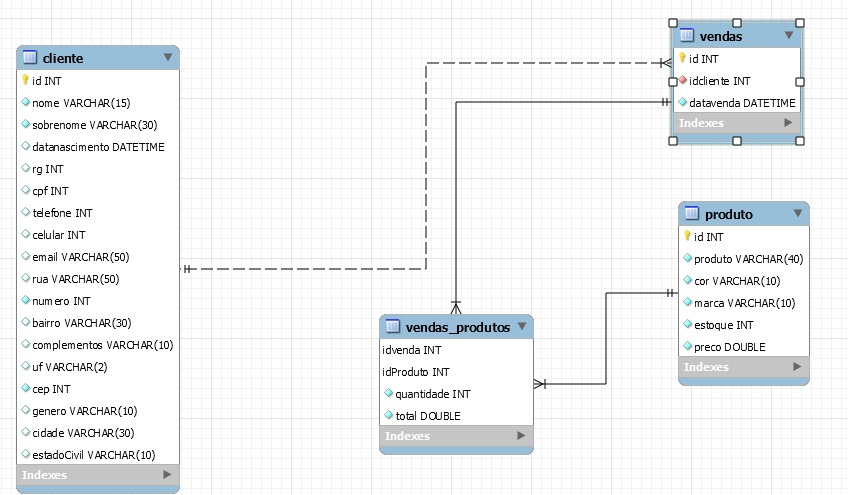 cliente
id INT
nome VARCHAR(15)
sobrenome VARCHAR(30)
datanascimento DATETIME
rg INT
cpf INT
telefone INT
celular INT
email VARCHAR(50)
rua VARCHAR(50)
numero INT
bairro VARCHAR(30)
complementos VARCHAR(10)
uf VARCHAR(2)
cep INT
genero VARCHAR(10)
cidade VARCHAR(30)
estadoCivil VARCHAR(10)
Indexes
vendas
id INT
idcliente INT
datavenda DATETIME
Indexes
produto
id INT
produto VARCHAR(40)
cor VARCHAR(10)
marca VARCHAR(10)
estoque INT
preco DOUBLE
Indexes
vendas_produtos
idvenda INT
idProduto INT
quantidade INT
total DOUBLE
Indexes